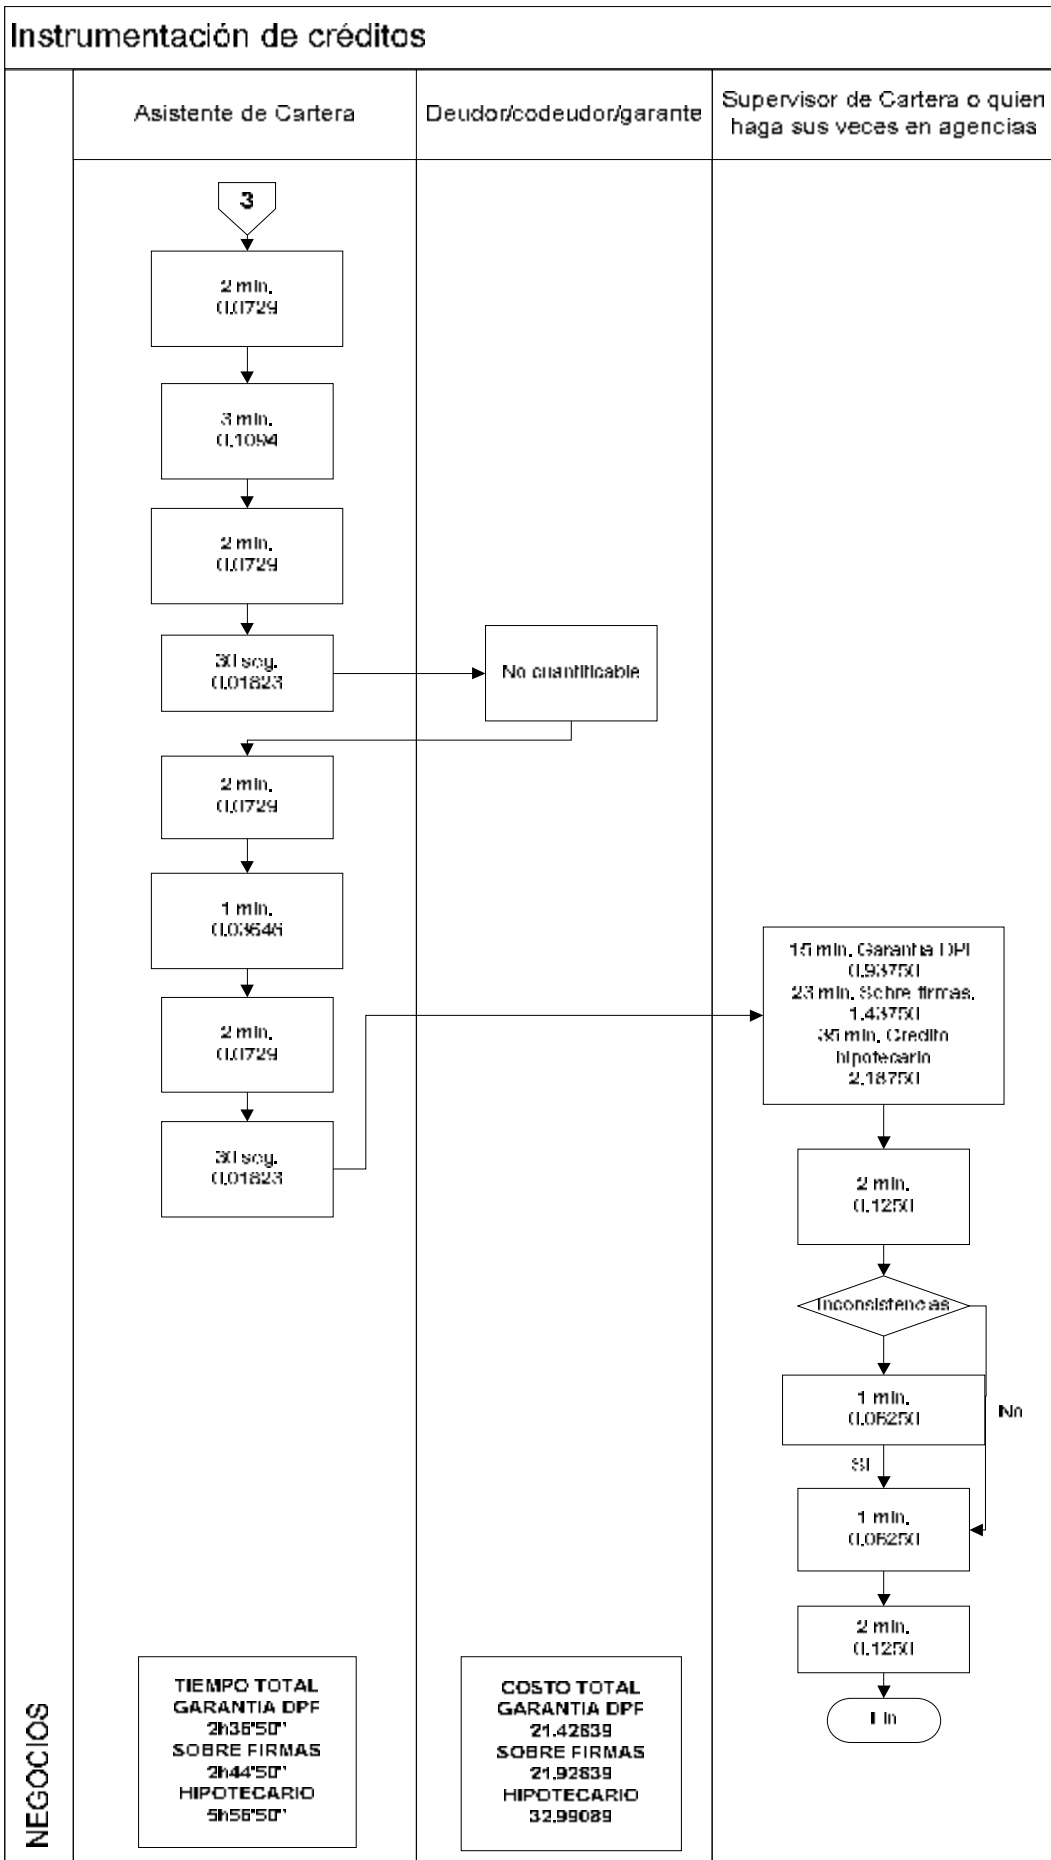 Instrumentación de créditos
Asistente de Cartera
Deudor/codeudor/garante
Supervisor de Cartera o quien
haga sus veces en agencias
3
2 min.
0.0729
3 min.
0.1094
2 min.
0.0729
30 seg.
0.01823
No cuantificable
2 min.
0.0729
1 min.
0.03646
2 min.
0.0729
30 seg.
0.01823
15 min. Garantia DPF
0.93750
23 min. Sobre firmas.
1.43750
35 min. Credito
hipotecario
2.18750
2 min.
0.1250
Inconsistencias
1 min.
0.06250
No
SI
1 min.
0.06250
2 min.
0.1250
Fin
TIEMPO TOTAL
GARANTIA DPF
2h36'50"
SOBRE FIRMAS
2h44'50"
HIPOTECARIO
5h56'50"
COSTO TOTAL
GARANTIA DPF
21.42839
SOBRE FIRMAS
21.92839
HIPOTECARIO
32.99089
NEGOCIOS